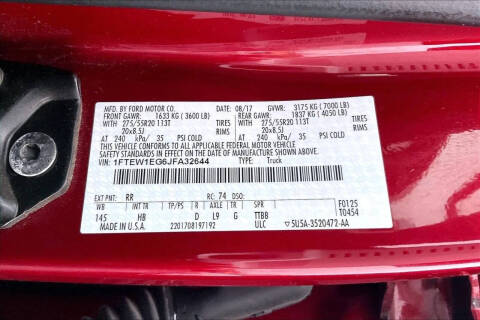 MFD. BY FORD MOTOR CO. DATE: 08/17 GVWR: 3175 KG (7000 LB)
FRONT GAWR: 1633 KG (3600 LB) REAR GAWR: 1837 KG (4050 LB)
WITH 275/55R20 113T TIRES WITH 275/55R20 113T TIRES
20x8.5J RIMS 20x8.5J RIMS
AT 240 kPa/ 35 PSI COLD AT 240 kPa/ 35 PSI COLD
THIS VEHICLE CONFORMS TO ALL APPLICABLE FEDERAL MOTOR VEHICLE
SAFETY STANDARDS IN EFFECT ON THE DATE OF MANUFACTURE SHOWN ABOVE.
VIN: 1FTEW1EG6JFA32644 TYPE: Truck
EXT PNT: RR RC: 74 DSO: F0125
WB INT TR TP/PS R AXLE TR SPR T0454
145 HB D L9 G TTB8
MADE IN U.S.A. 2201708197192 ULC 5U5A-3520472-AA